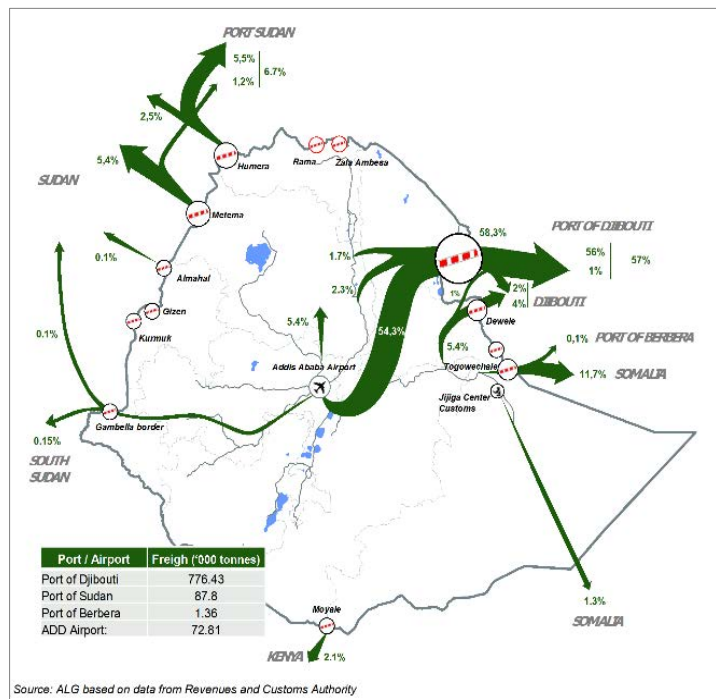 PORT SUDAN
5,5%
1,2%
6.7%
2,5%
5,4%
SUDAN
Humera
Rama
Zala Ambesa
Metema
0.1%
Almahal
Gizen
Kurmuk
0.1%
1.7%
2.3%
5.4%
54,3%
Addis Ababa Airport
58,3%
PORT OF DJIBOUTI
56%
1%
57%
1%
2%
4%
DJIBOUTI
Dewele
5.4%
0,1%
PORT OF BERBERA
Togowechale
11,7%
SOMALIA
Jijiga Center
Customs
Gambella border
0.15%
SOUTH
SUDAN
Port / Airport Freigh ('000 tonnes)
Port of Djibouti 776.43
Port of Sudan 87.8
Port of Berbera 1.36
ADD Airport: 72.81
1.3%
SOMALIA
Moyale
KENYA
2.1%
Source: ALG based on data from Revenues and Customs Authority